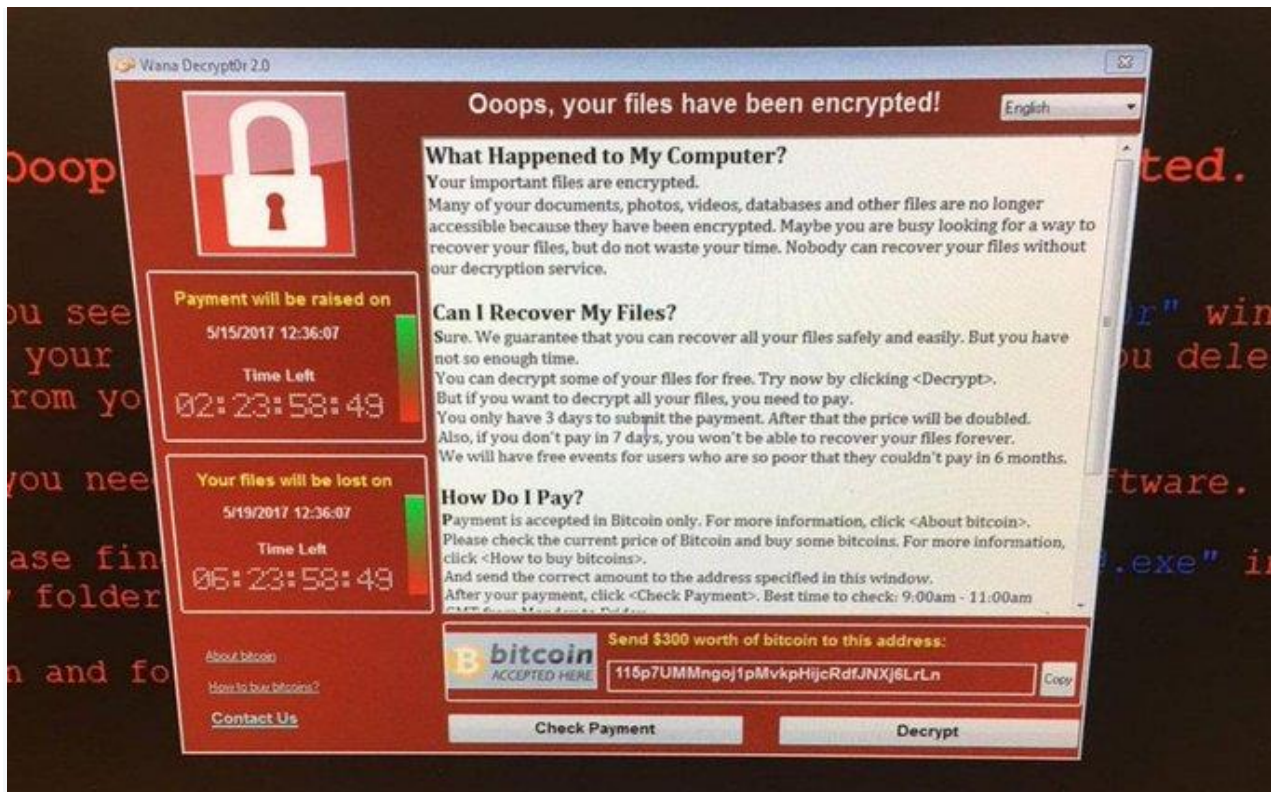 Wana Decrypt0r 2.0
Ooops, your files have been encrypted!
English
What Happened to My Computer?
Your important files are encrypted.
Many of your documents, photos, videos, databases and other files are no longer
accessible because they have been encrypted. Maybe you are busy looking for a way to
recover your files, but do not waste your time. Nobody can recover your files without
our decryption service.
Can I Recover My Files?
Sure. We guarantee that you can recover all your files safely and easily. But you have
not so enough time.
You can decrypt some of your files for free. Try now by clicking <Decrypt>.
But if you want to decrypt all your files, you need to pay.
You only have 3 days to submit the payment. After that the price will be doubled.
Also, if you don't pay in 7 days, you won't be able to recover your files forever.
We will have free events for users who are so poor that they couldn't pay in 6 months.
How Do I Pay?
Payment is accepted in Bitcoin only. For more information, click <About bitcoin>.
Please check the current price of Bitcoin and buy some bitcoins. For more information,
click <How to buy bitcoins>.
And send the correct amount to the address specified in this window.
After your payment, click <Check Payment>. Best time to check: 9:00am - 11:00am
GMT from Monday to Friday
Payment will be raised on
5/15/2017 12:36:07
Time Left
02:23:58:49
Your files will be lost on
5/19/2017 12:36:07
Time Left
06:23:58:49
About bitcoin
How to buy bitcoins?
Contact Us
bitcoin
ACCEPTED HERE
Send $300 worth of bitcoin to this address:
115p7UMMngoj1pMvkpHijcRdfJNXj6LrLn
Copy
Check Payment
Decrypt
Ooop ted.
ou see 0r" win
your ou dele
rom yo
you nee ftware.
ase fin .exe" in
folder
n and fo